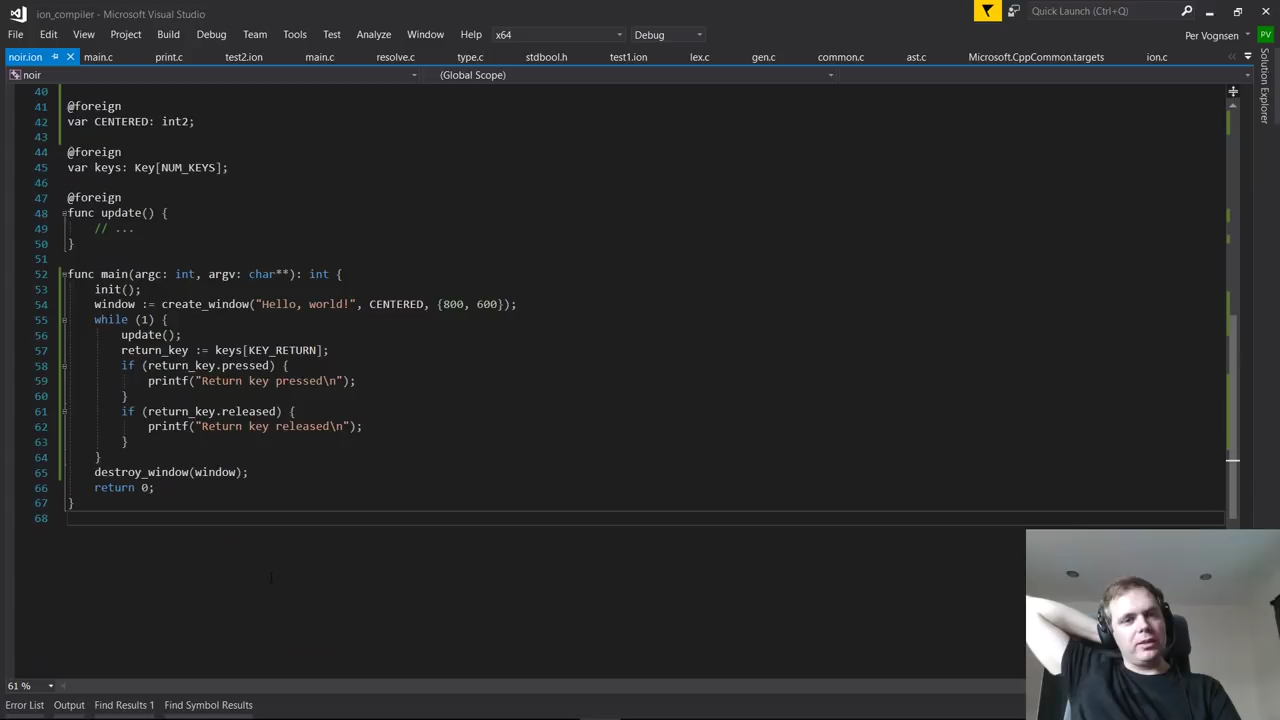 ion_compiler - Microsoft Visual Studio
Quick Launch (Ctrl+Q)
File Edit View Project Build Debug Team Tools Test Analyze Window Help x64 Debug Per Vognsen PV
noir.ion main.c print.c test2.ion main.c resolve.c type.c stdbool.h test1.ion lex.c gen.c common.c ast.c Microsoft.CppCommon.targets ion.c
noir (Global Scope)
Solution Explorer
40
41 @foreign
42 var CENTERED: int2;
43
44 @foreign
45 var keys: Key[NUM_KEYS];
46
47 @foreign
48 func update() {
49 // ...
50 }
51
52 func main(argc: int, argv: char**): int {
53 init();
54 window := create_window("Hello, world!", CENTERED, {800, 600});
55 while (1) {
56 update();
57 return_key := keys[KEY_RETURN];
58 if (return_key.pressed) {
59 printf("Return key pressed\n");
60 }
61 if (return_key.released) {
62 printf("Return key released\n");
63 }
64 }
65 destroy_window(window);
66 return 0;
67 }
68
61 %
Error List Output Find Results 1 Find Symbol Results